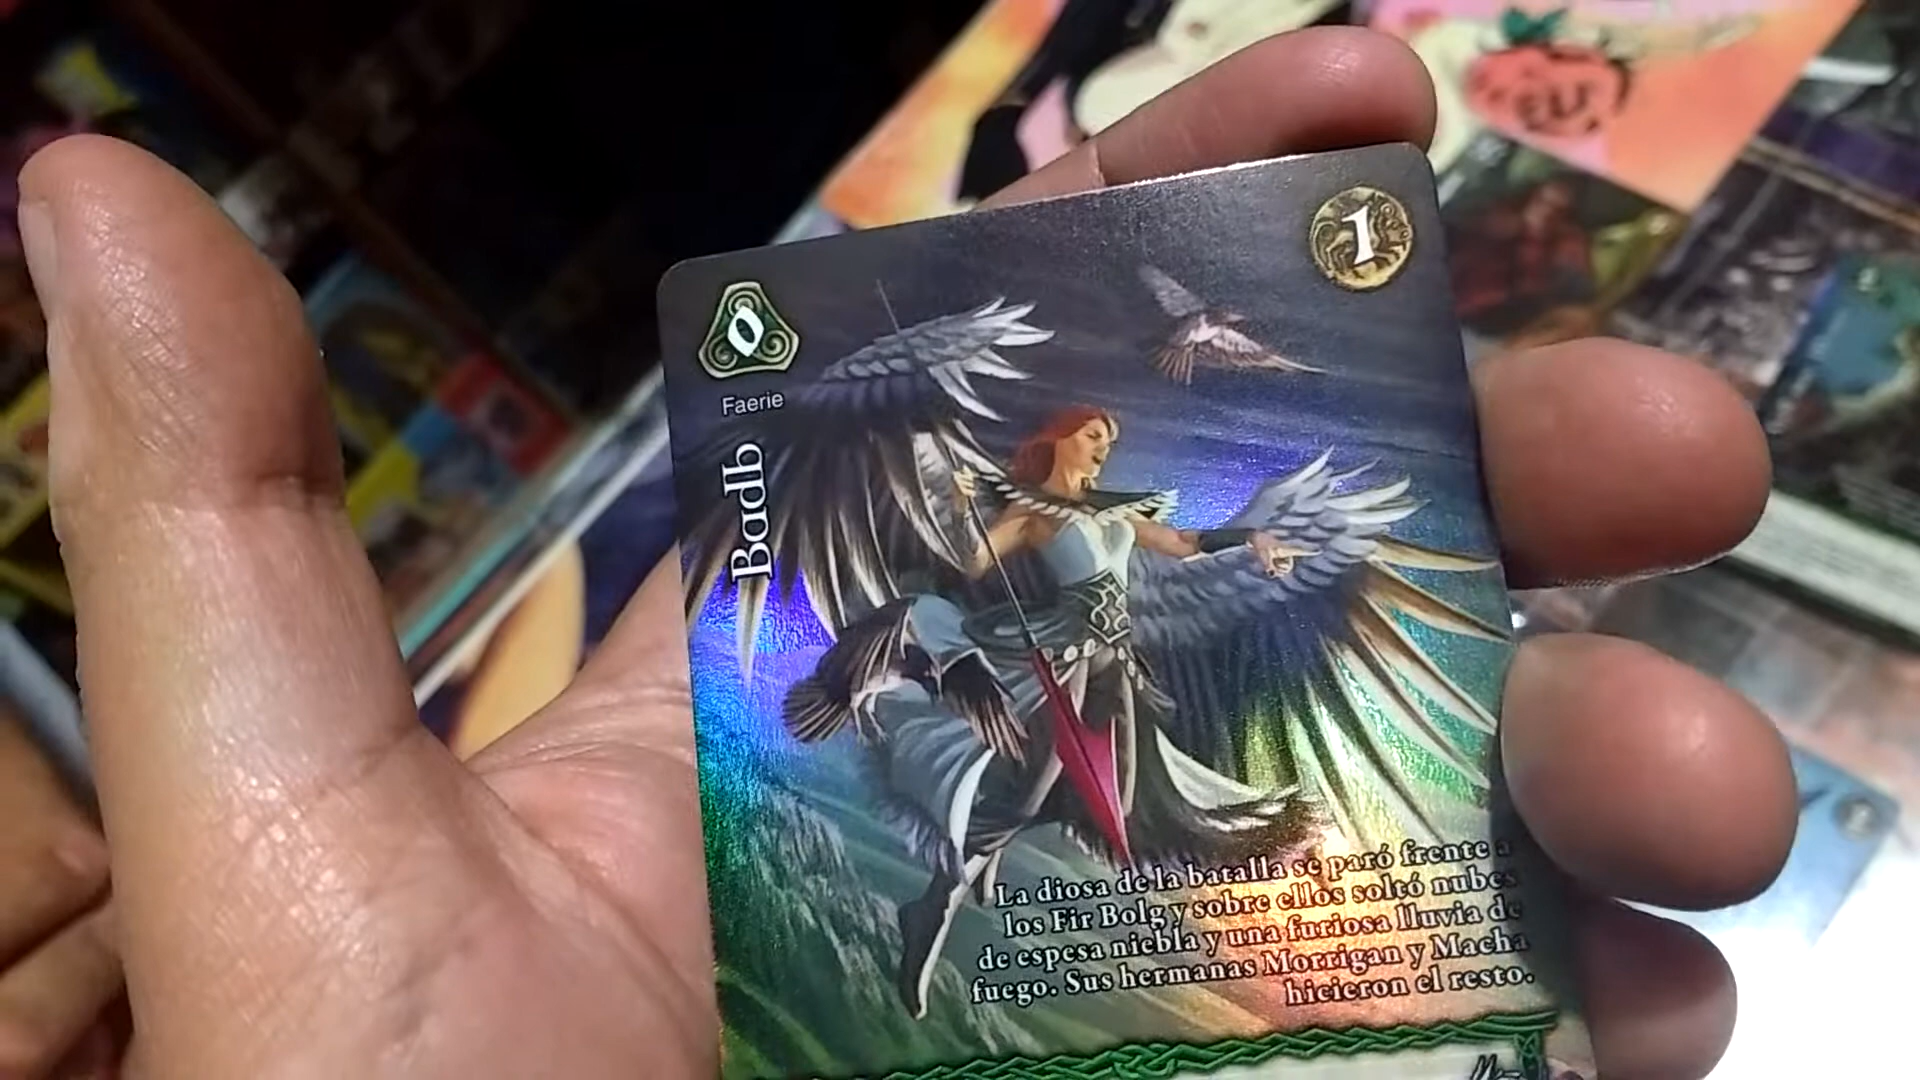 1
0
Faerie
Badb
La diosa de la batalla se paró frente a
los Fir Bolg y sobre ellos soltó nubes
de espesa niebla y una furiosa lluvia de
fuego. Sus hermanas Morrigan y Macha
hicieron el resto.